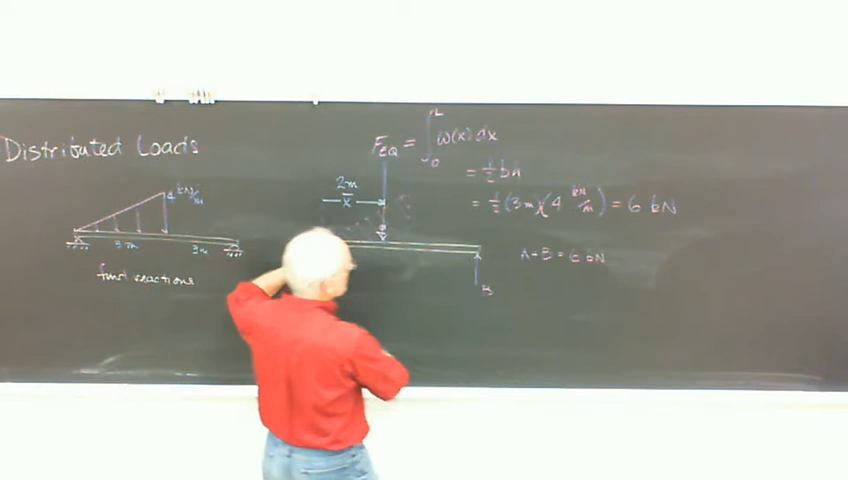 Distributed Loads
4 kN/m
3m
3m
find reactions
2m
x̄
F_EQ = ∫₀ᴸ w(x) dx
= ½ bh
= ½ (3m)(4 kN/m) = 6 kN
A + B = 6 kN
B